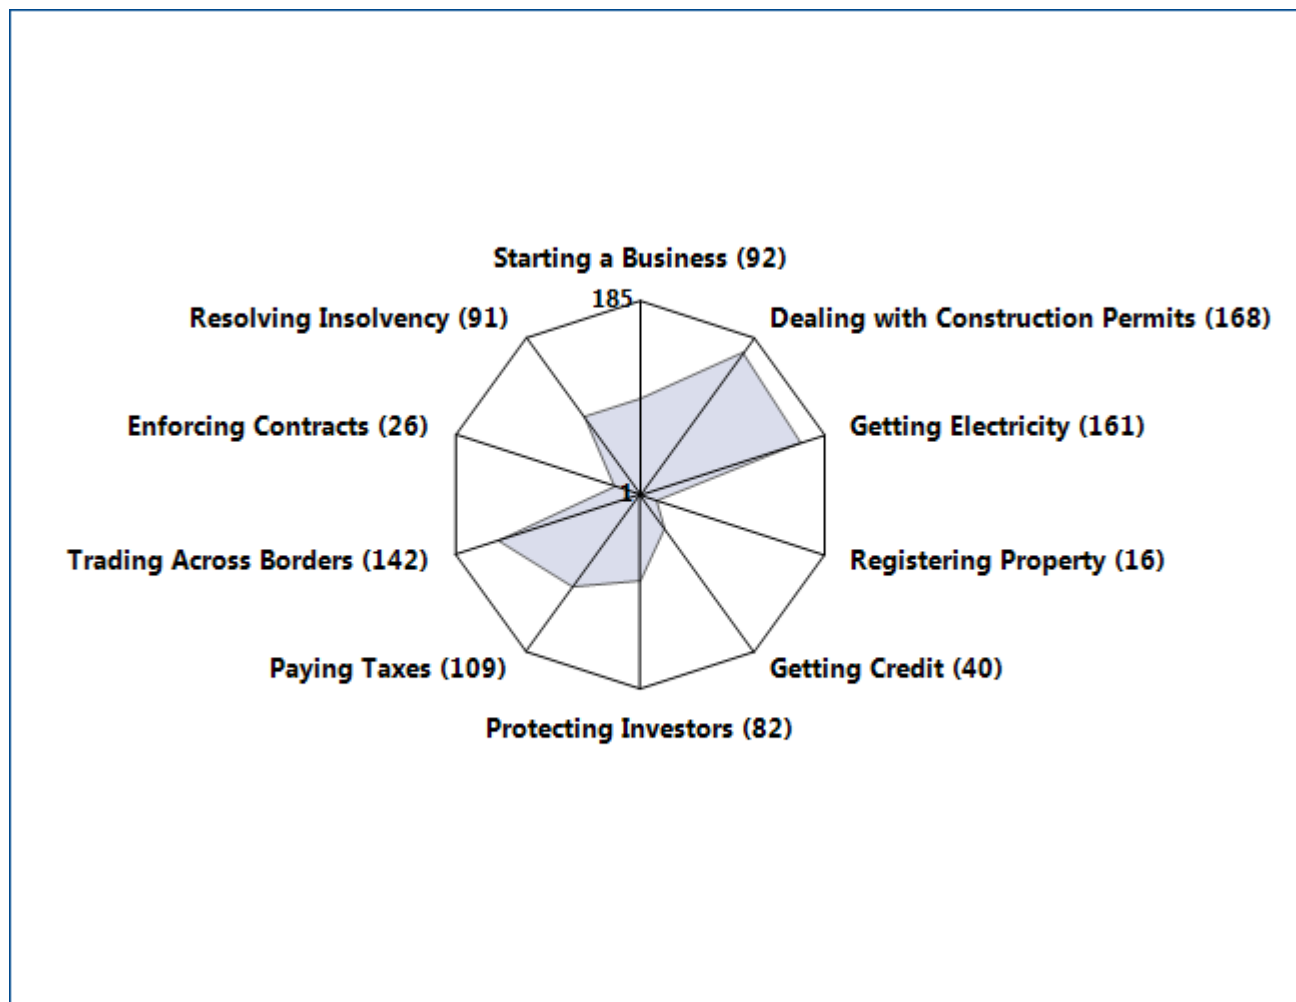 Starting a Business (92)
185
Resolving Insolvency (91)
Dealing with Construction Permits (168)
Enforcing Contracts (26)
Getting Electricity (161)
1
Trading Across Borders (142)
Registering Property (16)
Paying Taxes (109)
Getting Credit (40)
Protecting Investors (82)